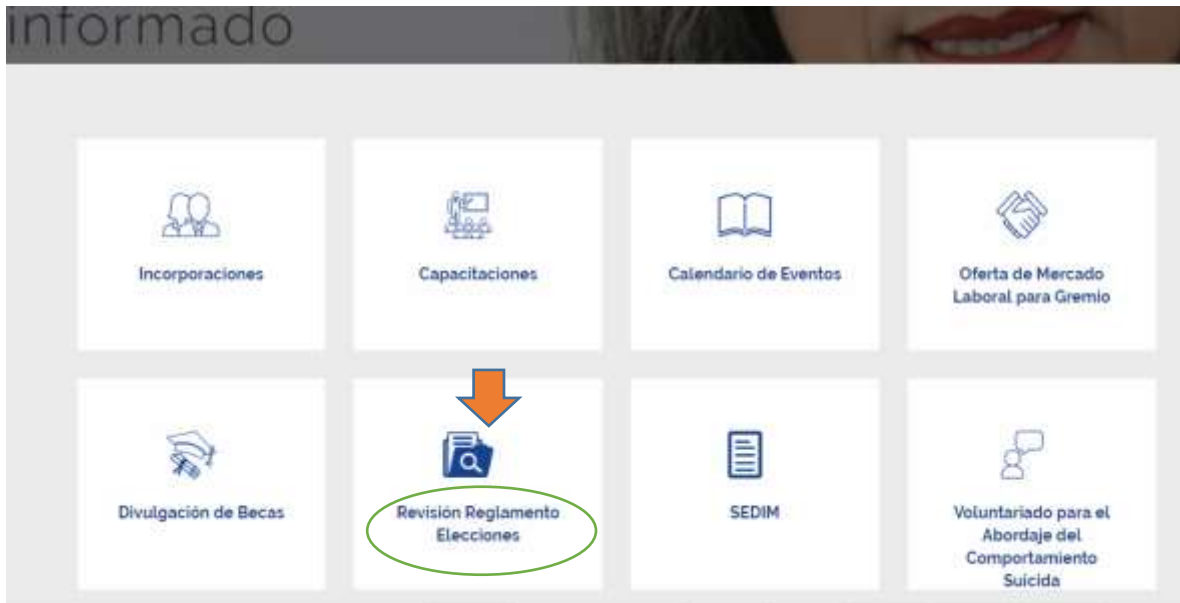 informado
Incorporaciones
Capacitaciones
Calendario de Eventos
Oferta de Mercado
Laboral para Gremio
Divulgación de Becas
Revisión Reglamento
Elecciones
SEDIM
Voluntariado para el
Abordaje del
Comportamiento
Suicida